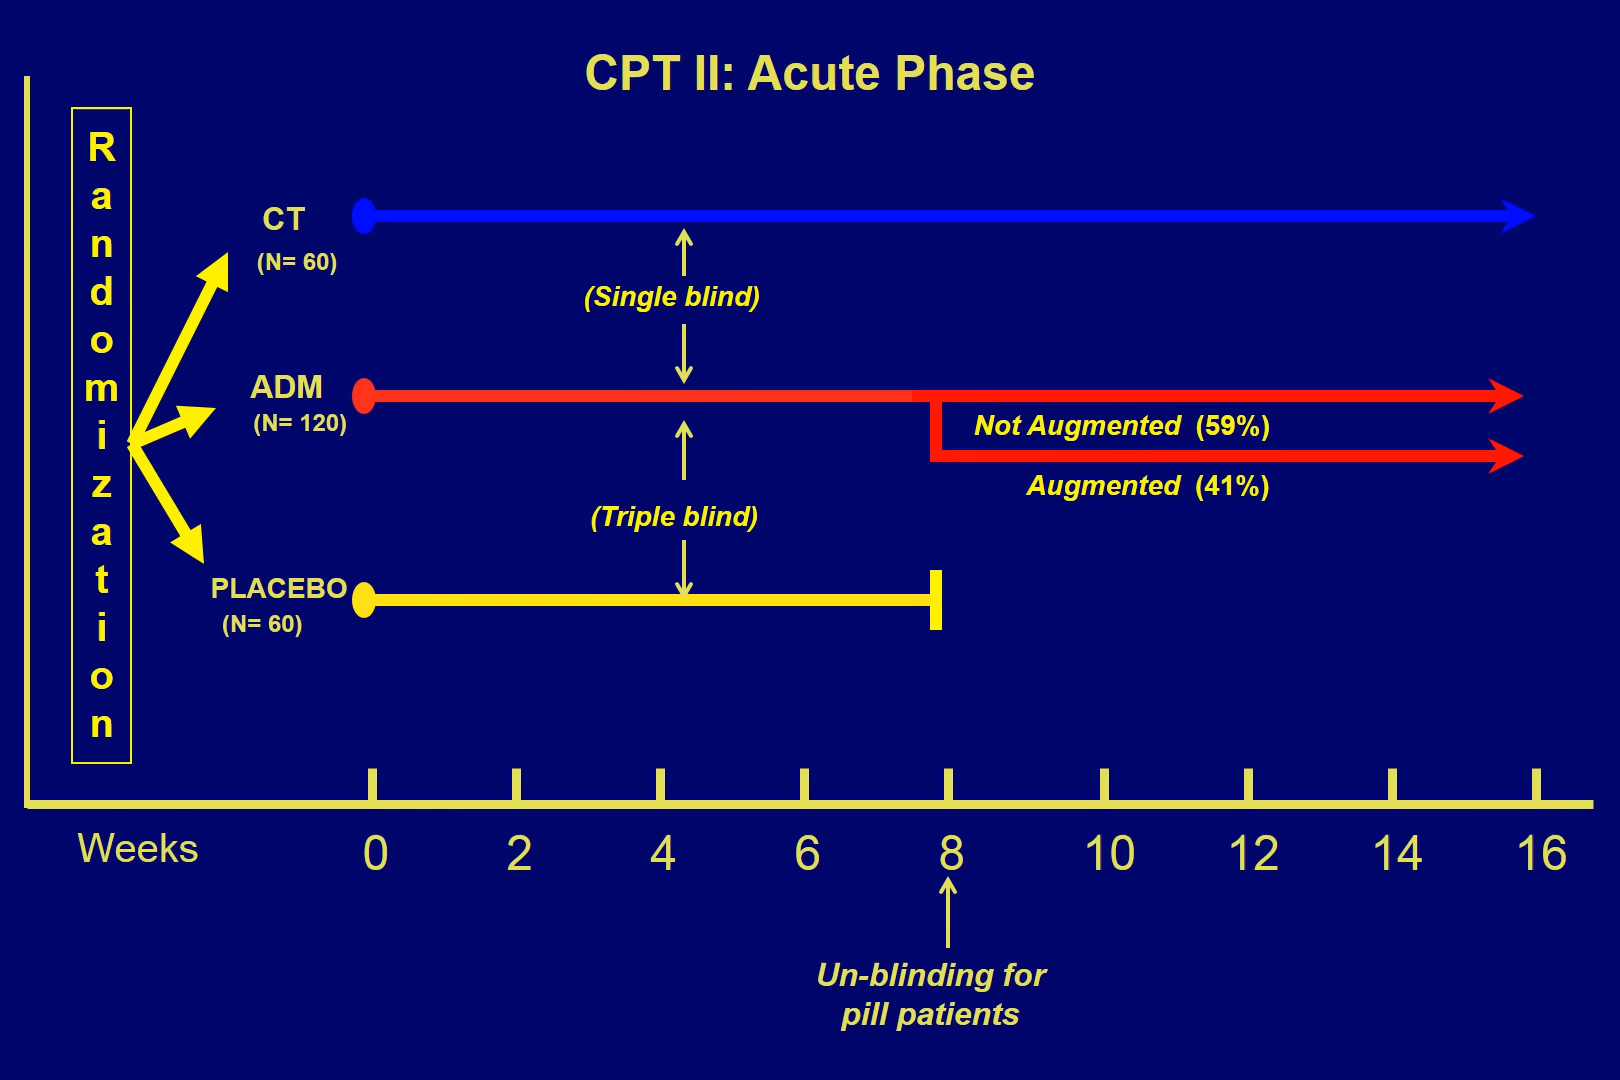 CPT II: Acute Phase
Randomization
CT
(N= 60)
(Single blind)
ADM
(N= 120)
Not Augmented (59%)
Augmented (41%)
(Triple blind)
PLACEBO
(N= 60)
Weeks 0 2 4 6 8 10 12 14 16
Un-blinding for
pill patients